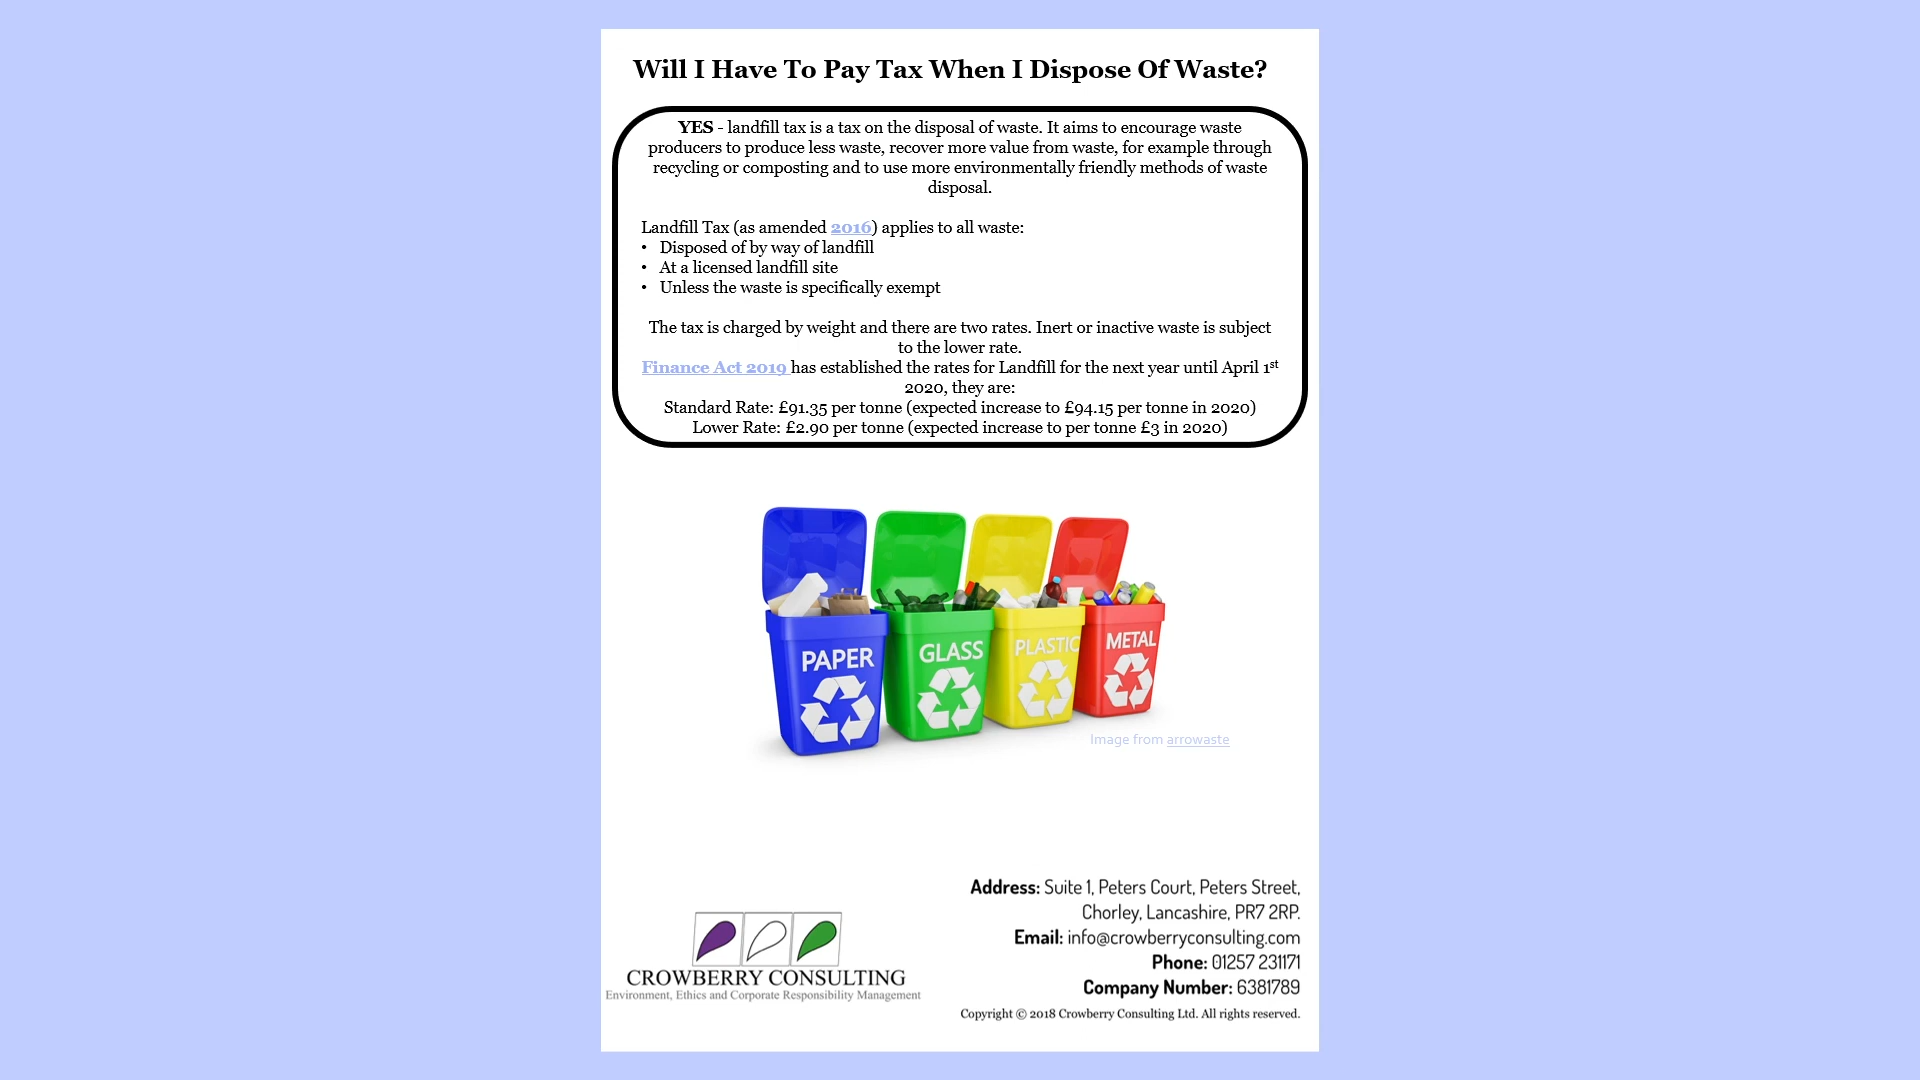 Will I Have To Pay Tax When I Dispose Of Waste?
YES - landfill tax is a tax on the disposal of waste. It aims to encourage waste
producers to produce less waste, recover more value from waste, for example through
recycling or composting and to use more environmentally friendly methods of waste
disposal.
Landfill Tax (as amended 2016) applies to all waste:
• Disposed of by way of landfill
• At a licensed landfill site
• Unless the waste is specifically exempt
The tax is charged by weight and there are two rates. Inert or inactive waste is subject
to the lower rate.
Finance Act 2019 has established the rates for Landfill for the next year until April 1st
2020, they are:
Standard Rate: £91.35 per tonne (expected increase to £94.15 per tonne in 2020)
Lower Rate: £2.90 per tonne (expected increase to per tonne £3 in 2020)
PAPER
GLASS
PLASTIC
METAL
Image from arrowaste
CROWBERRY CONSULTING
Environment, Ethics and Corporate Responsibility Management
Address: Suite 1, Peters Court, Peters Street,
Chorley, Lancashire, PR7 2RP.
Email: info@crowberryconsulting.com
Phone: 01257 231171
Company Number: 6381789
Copyright © 2018 Crowberry Consulting Ltd. All rights reserved.